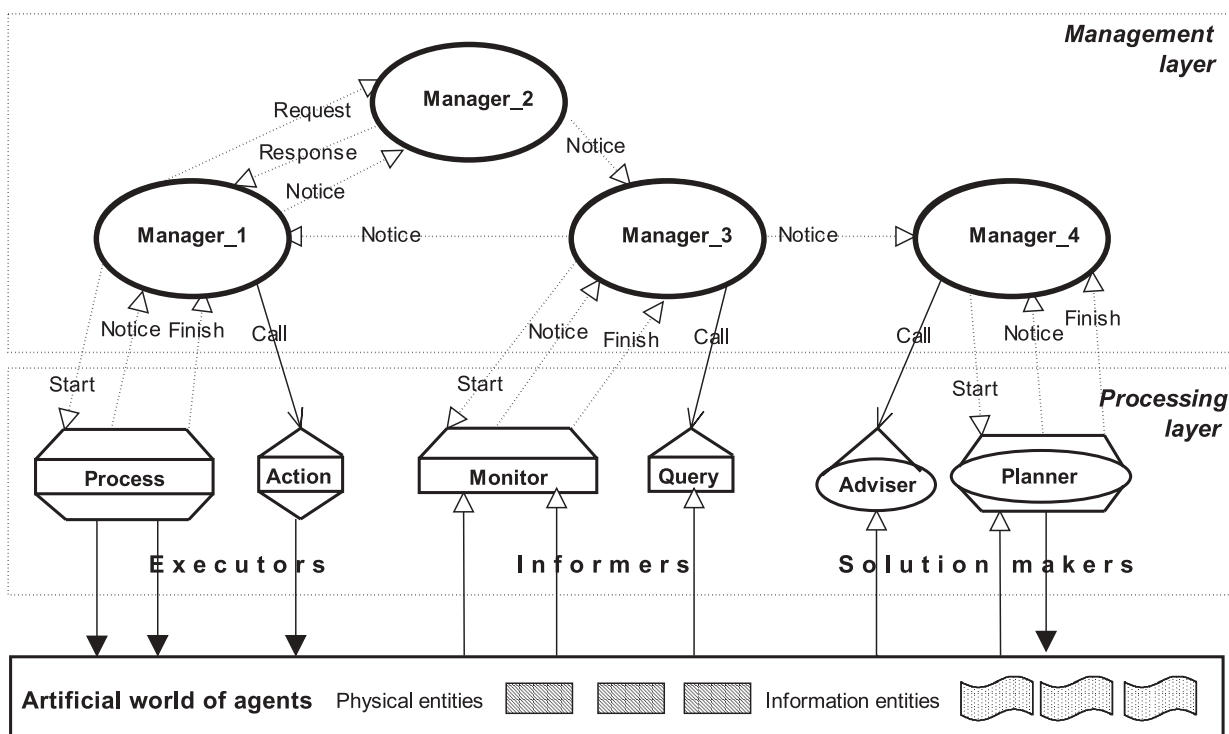 Management
layer
Manager_2
Request
Response
Notice
Notice
Manager_1
Notice
Manager_3
Notice
Manager_4
Notice
Finish
Call
Notice
Finish
Call
Call
Notice
Finish
Start
Start
Start
Processing
layer
Process
Action
Monitor
Query
Adviser
Planner
Executors
Informers
Solution makers
Artificial world of agents
Physical entities
Information entities